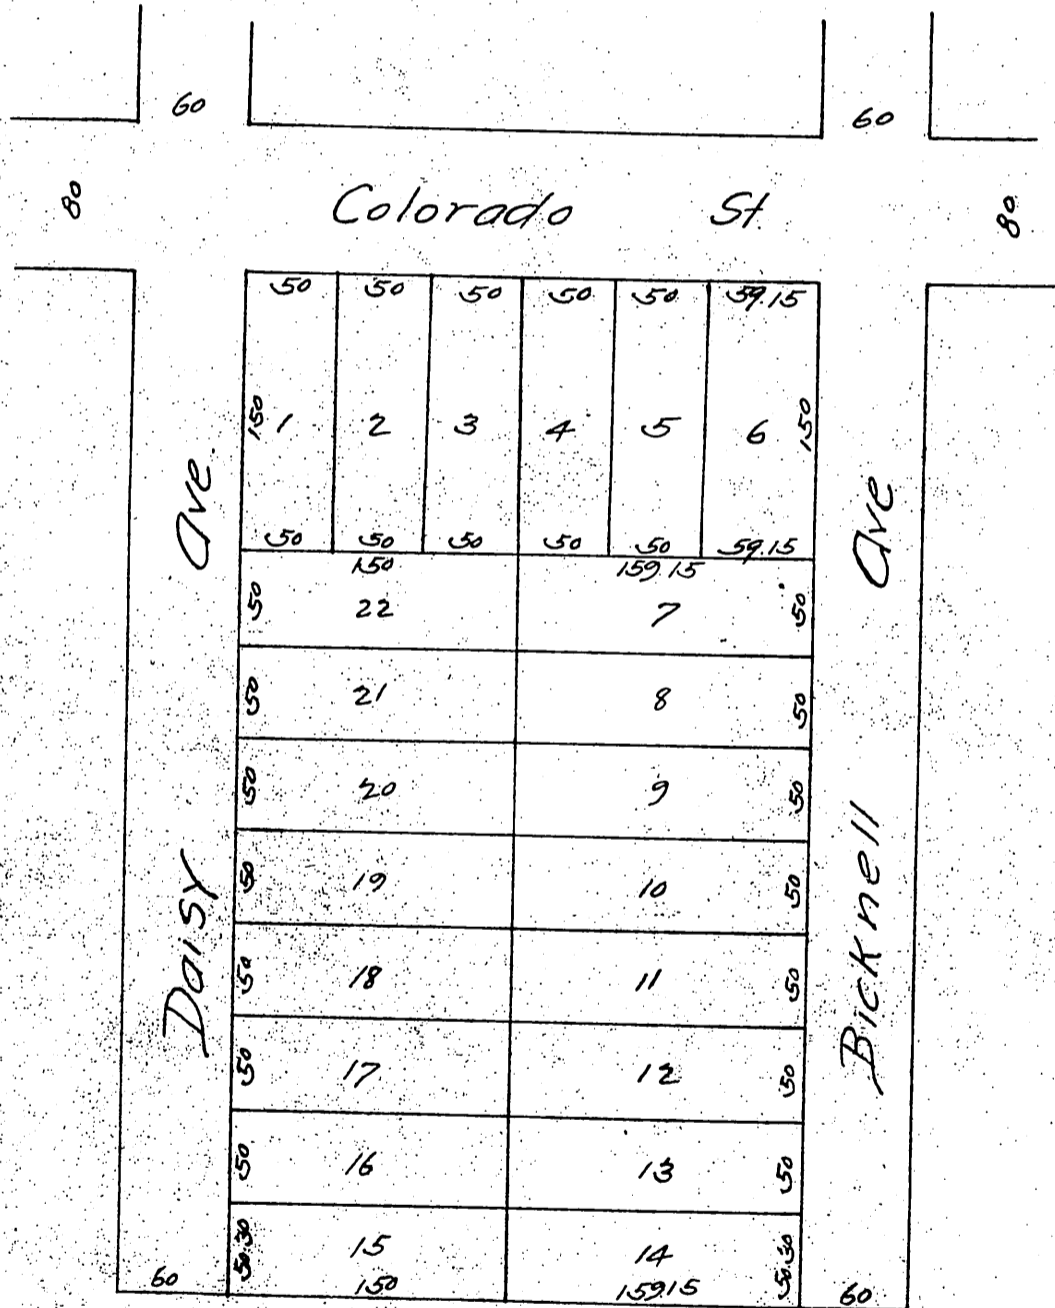 60
60
80
Colorado St.
80
50 50 50 50 50 59.15
150 1 2 3 4 5 6 150
50 50 50 50 50 59.15
150 159.15
50 22 7 50
50 21 8 50
50 20 9 50
50 19 10 50
50 18 11 50
50 17 12 50
50 16 13 50
50.30 15 14 50.30
60 150 159.15 60
Daisy Ave.
Bicknell Ave